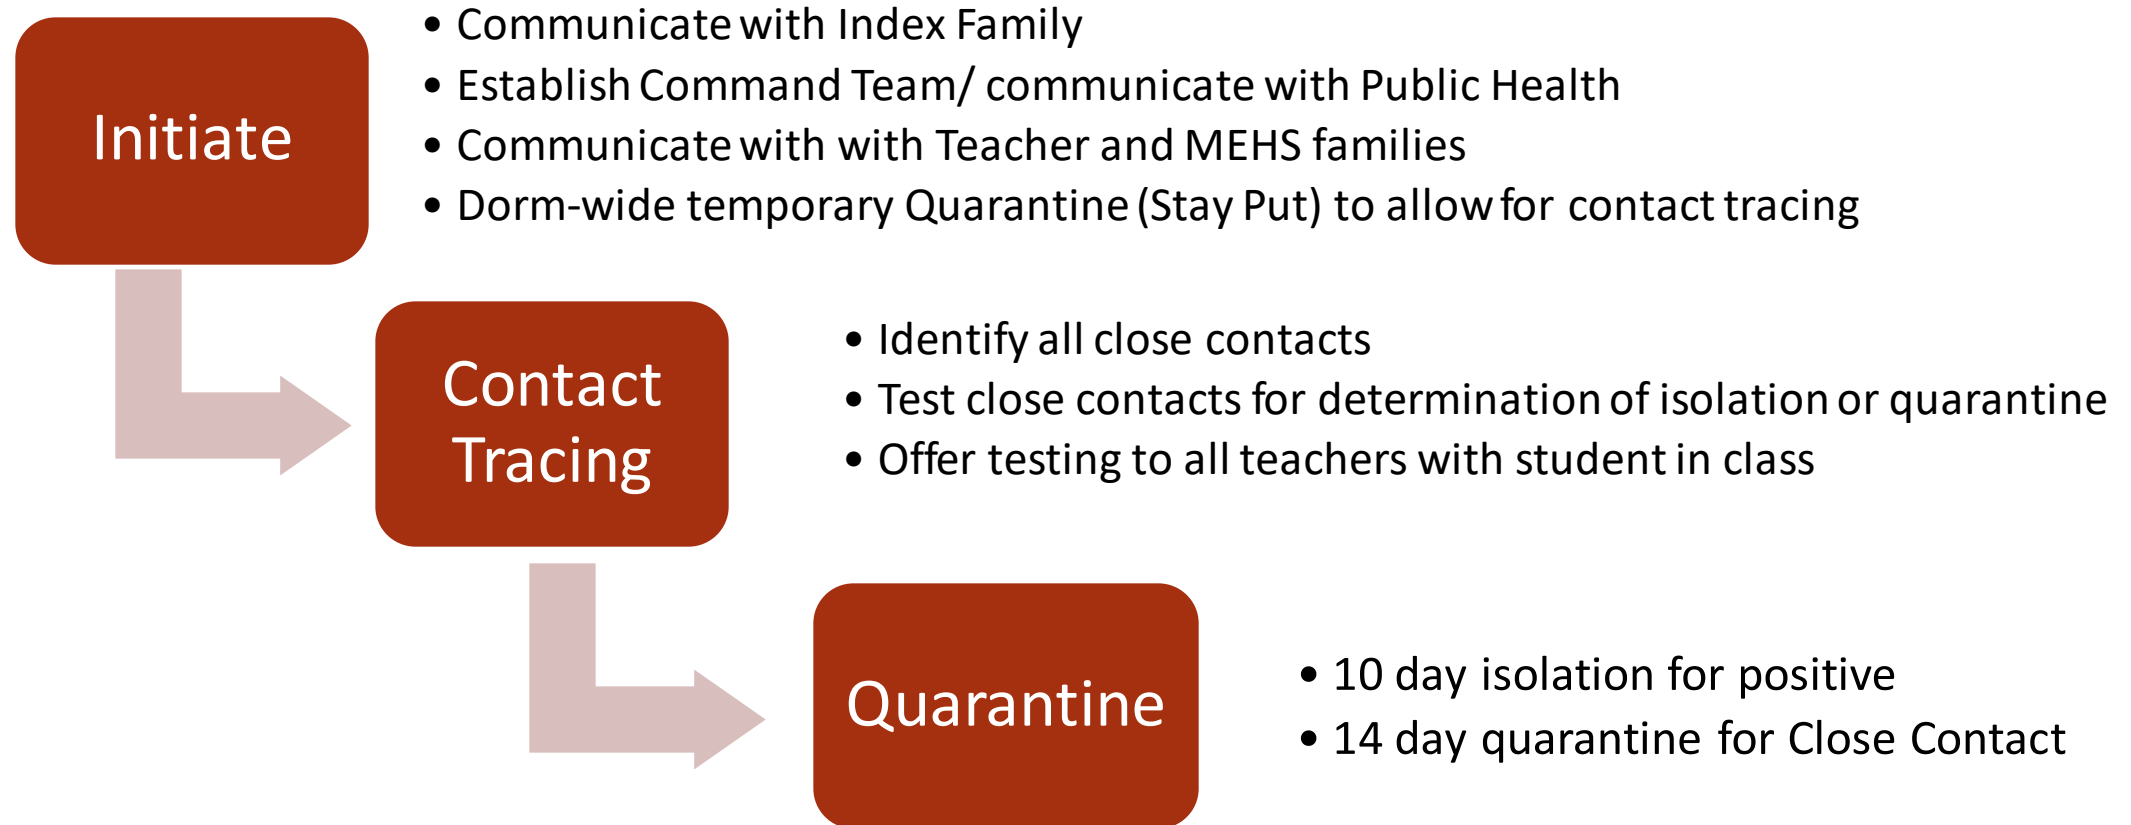 Initiate
• Communicate with Index Family
• Establish Command Team/ communicate with Public Health
• Communicate with with Teacher and MEHS families
• Dorm-wide temporary Quarantine (Stay Put) to allow for contact tracing
Contact
Tracing
• Identify all close contacts
• Test close contacts for determination of isolation or quarantine
• Offer testing to all teachers with student in class
Quarantine
• 10 day isolation for positive
• 14 day quarantine for Close Contact